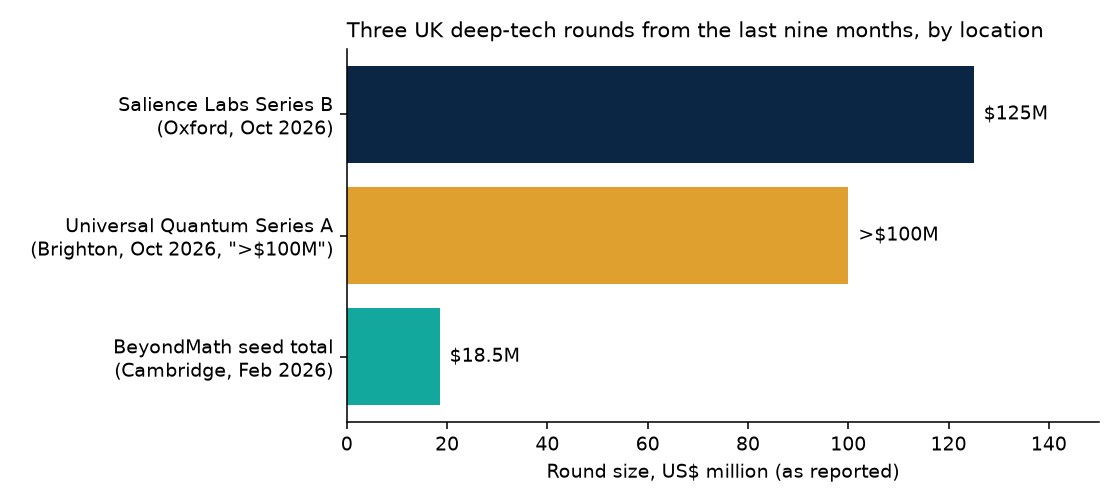 Three UK deep-tech rounds from the last nine months, by location
Salience Labs Series B
(Oxford, Oct 2026)
$125M
Universal Quantum Series A
(Brighton, Oct 2026, ">$100M")
>$100M
BeyondMath seed total
(Cambridge, Feb 2026)
$18.5M
0 20 40 60 80 100 120 140
Round size, US$ million (as reported)